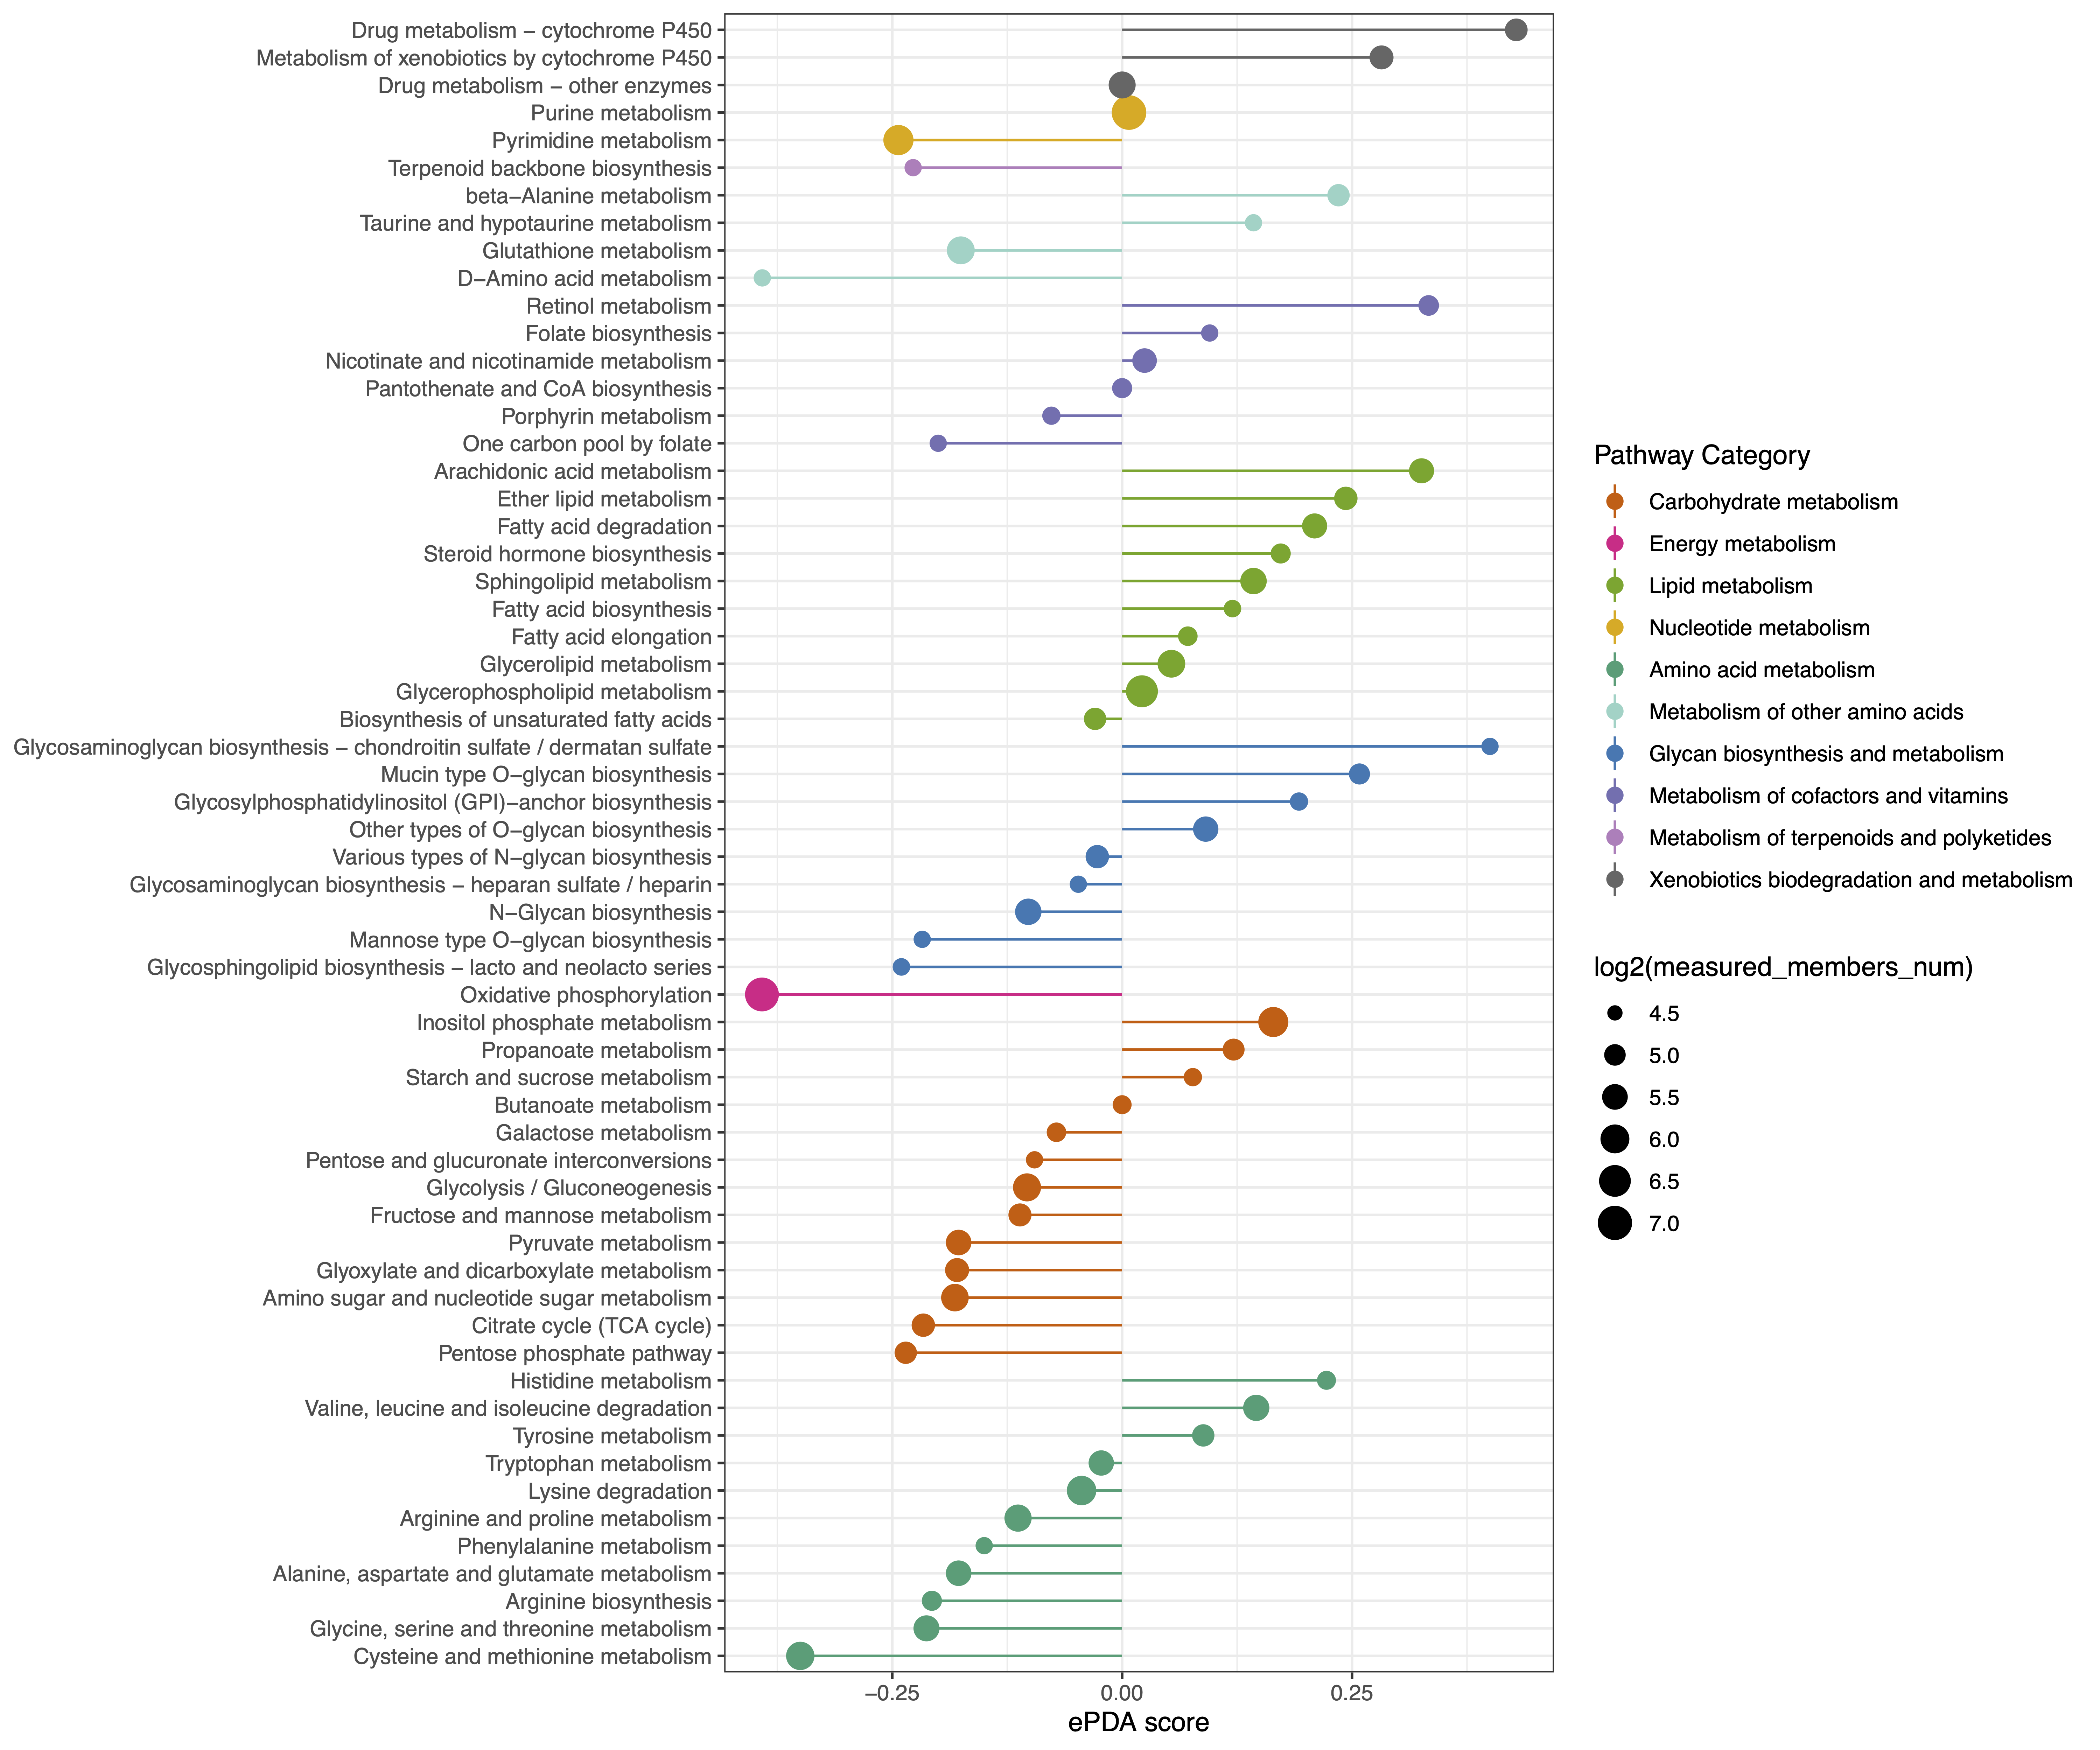 Drug metabolism − cytochrome P450
Metabolism of xenobiotics by cytochrome P450
Drug metabolism − other enzymes
Purine metabolism
Pyrimidine metabolism
Terpenoid backbone biosynthesis
beta−Alanine metabolism
Taurine and hypotaurine metabolism
Glutathione metabolism
D−Amino acid metabolism
Retinol metabolism
Folate biosynthesis
Nicotinate and nicotinamide metabolism
Pantothenate and CoA biosynthesis
Porphyrin metabolism
One carbon pool by folate
Arachidonic acid metabolism
Ether lipid metabolism
Fatty acid degradation
Steroid hormone biosynthesis
Sphingolipid metabolism
Fatty acid biosynthesis
Fatty acid elongation
Glycerolipid metabolism
Glycerophospholipid metabolism
Biosynthesis of unsaturated fatty acids
Glycosaminoglycan biosynthesis − chondroitin sulfate / dermatan sulfate
Mucin type O−glycan biosynthesis
Glycosylphosphatidylinositol (GPI)−anchor biosynthesis
Other types of O−glycan biosynthesis
Various types of N−glycan biosynthesis
Glycosaminoglycan biosynthesis − heparan sulfate / heparin
N−Glycan biosynthesis
Mannose type O−glycan biosynthesis
Glycosphingolipid biosynthesis − lacto and neolacto series
Oxidative phosphorylation
Inositol phosphate metabolism
Propanoate metabolism
Starch and sucrose metabolism
Butanoate metabolism
Galactose metabolism
Pentose and glucuronate interconversions
Glycolysis / Gluconeogenesis
Fructose and mannose metabolism
Pyruvate metabolism
Glyoxylate and dicarboxylate metabolism
Amino sugar and nucleotide sugar metabolism
Citrate cycle (TCA cycle)
Pentose phosphate pathway
Histidine metabolism
Valine, leucine and isoleucine degradation
Tyrosine metabolism
Tryptophan metabolism
Lysine degradation
Arginine and proline metabolism
Phenylalanine metabolism
Alanine, aspartate and glutamate metabolism
Arginine biosynthesis
Glycine, serine and threonine metabolism
Cysteine and methionine metabolism
−0.25 0.00 0.25
ePDA score
Pathway Category
Carbohydrate metabolism
Energy metabolism
Lipid metabolism
Nucleotide metabolism
Amino acid metabolism
Metabolism of other amino acids
Glycan biosynthesis and metabolism
Metabolism of cofactors and vitamins
Metabolism of terpenoids and polyketides
Xenobiotics biodegradation and metabolism
log2(measured_members_num)
4.5
5.0
5.5
6.0
6.5
7.0